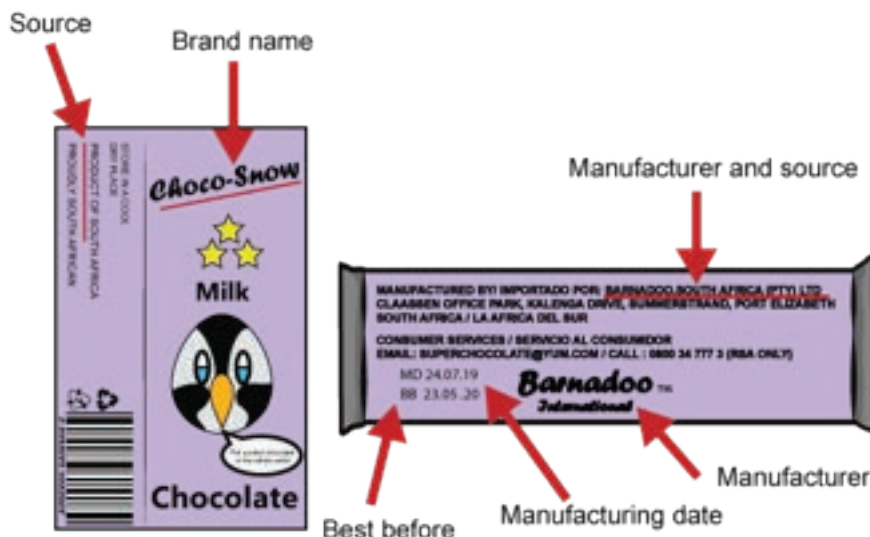 Source
Brand name
STORE IN A COOL
DRY PLACE
PRODUCT OF SOUTH AFRICA
PROUDLY SOUTH AFRICAN
Choco-Snow
Milk
Chocolate
Manufacturer and source
MANUFACTURED BY/ IMPORTADO POR: BARNADOO SOUTH AFRICA (PTY) LTD
CLAASSEN OFFICE PARK, KALENGA DRIVE, SUMMERSTRAND, PORT ELIZABETH
SOUTH AFRICA / LA AFRICA DEL SUR
CONSUMER SERVICES / SERVICIO AL CONSUMIDOR
EMAIL: SUPERCHOCOLATE@YUM.COM / CALL : 0800 34 777 3 (RSA ONLY)
MD 24.07.19
BB 23.05.20
Barnadoo TM
International
Manufacturer
Manufacturing date
Best before